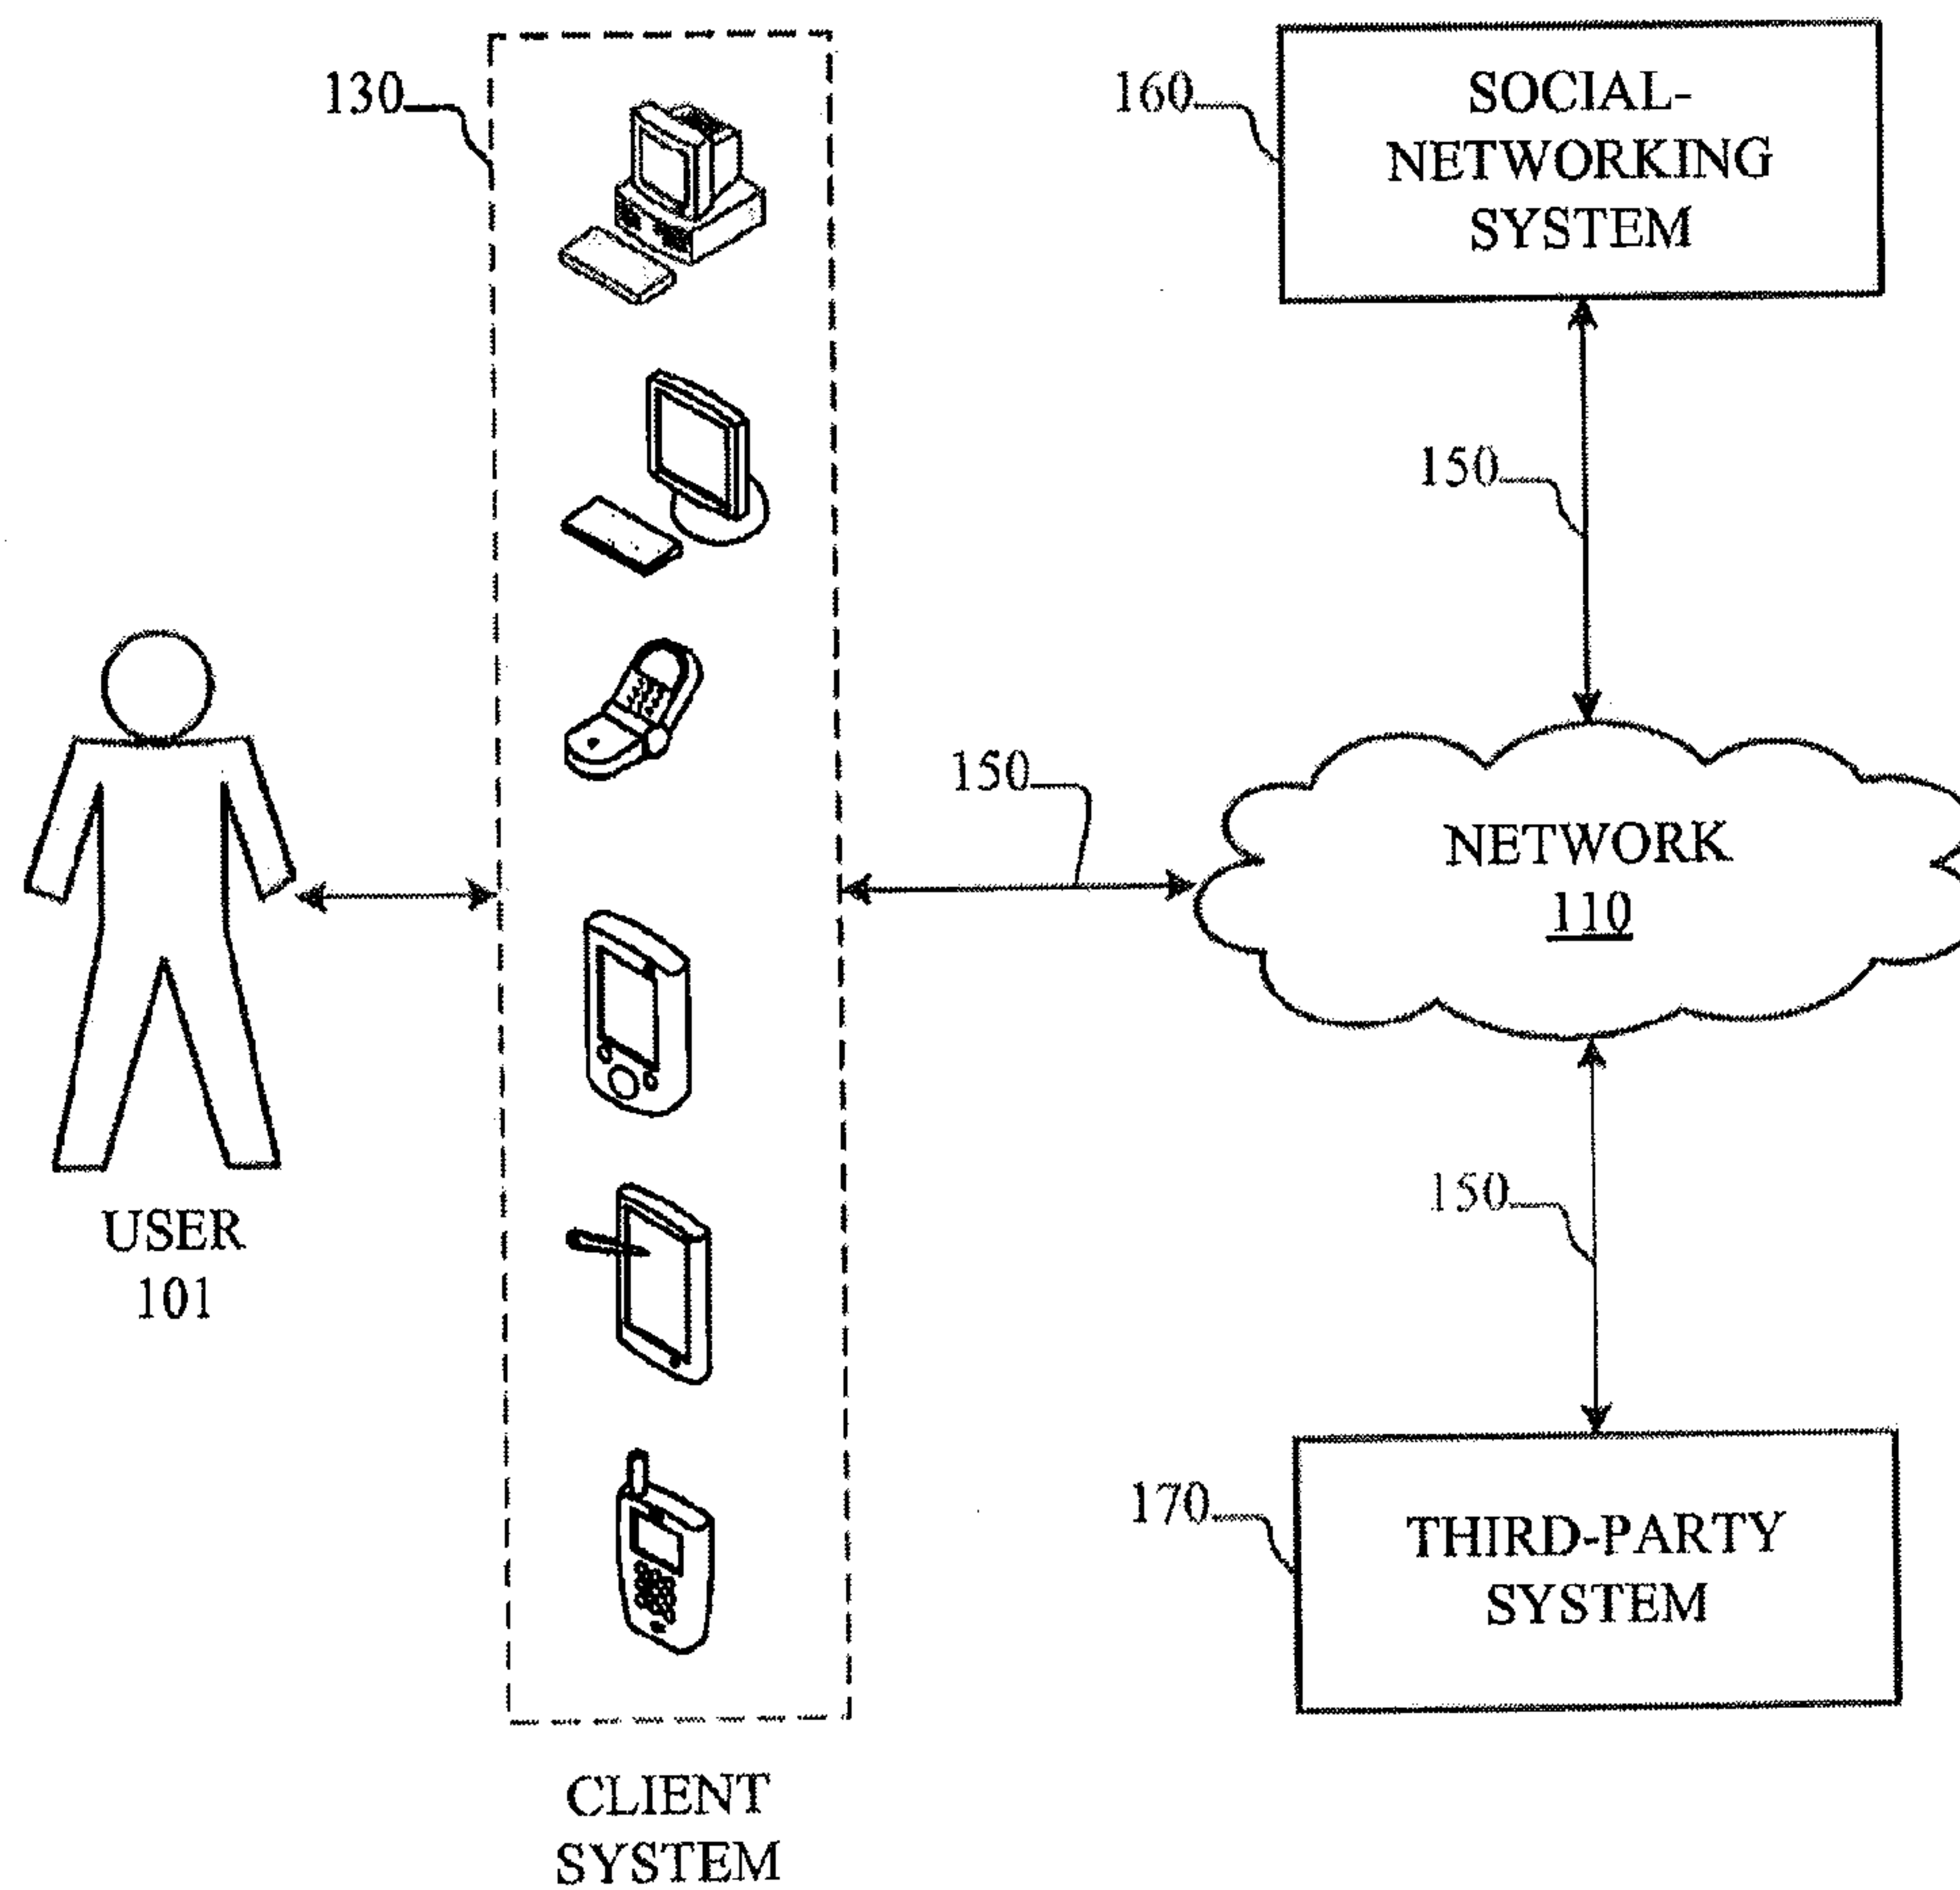 130
160
SOCIAL-
NETWORKING
SYSTEM
150
150
NETWORK
110
150
USER
101
170
THIRD-PARTY
SYSTEM
CLIENT
SYSTEM